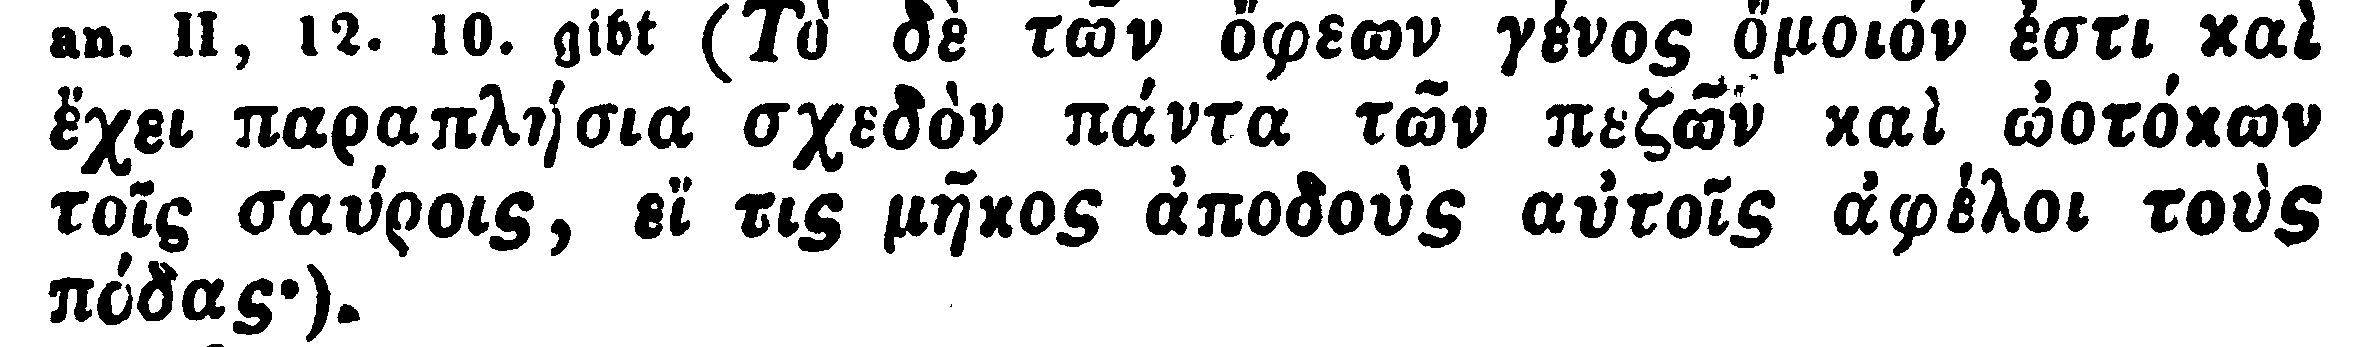 an. II, 12. 10. gibt (Τὸ δὲ τῶν ὄφεων γένος ὅμοιόν ἐστι καὶ
ἔχει παραπλήσια σχεδὸν πάντα τῶν πεζῶν καὶ ὠοτόκων
τοῖς σαύροις, εἴ τις μῆκος ἀποδοὺς αὐτοῖς ἀφέλοι τοὺς
πόδας·).